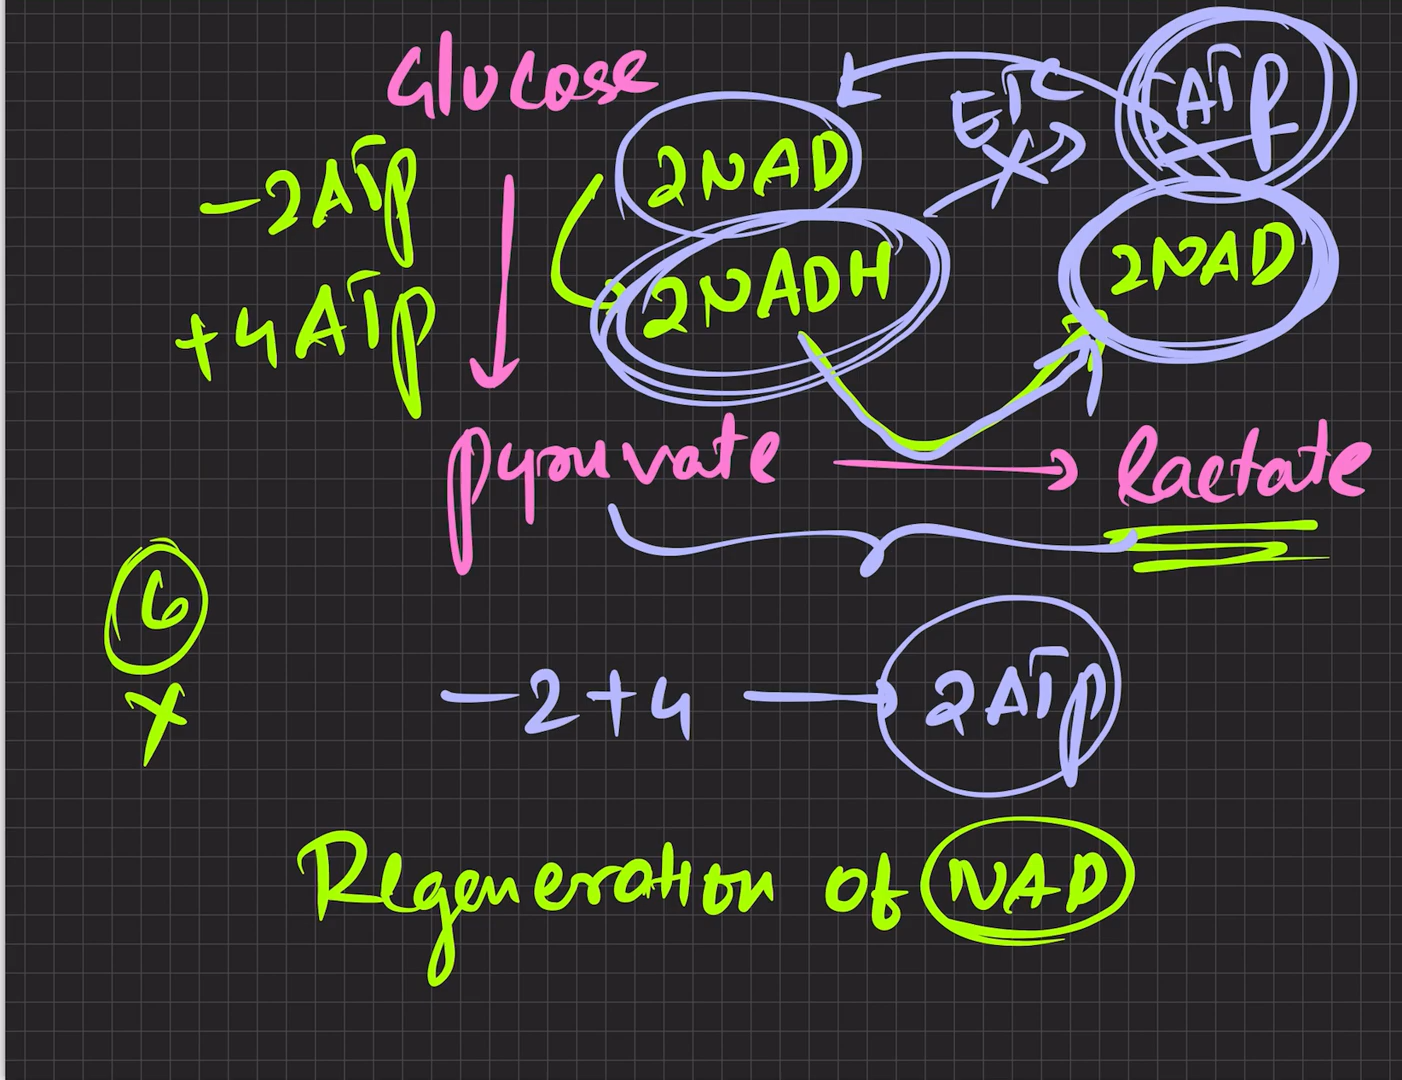 Glucose
-2ATP
+4ATP
2NAD
2NADH
ETC
X
ATP
2NAD
pyruvate → lactate
6
X
-2+4 → 2ATP
Regeneration of NAD